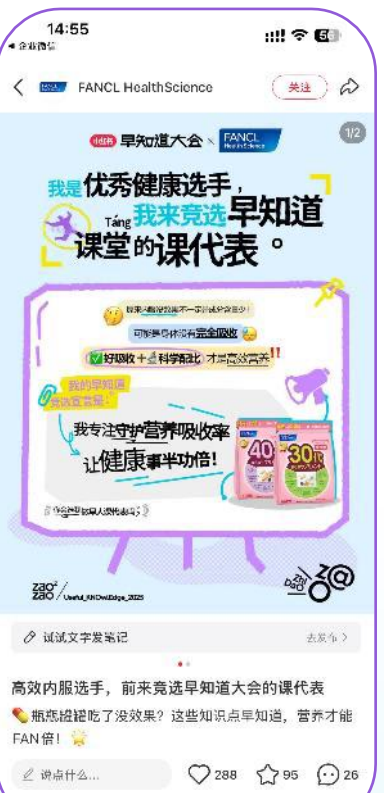 14:55
企业微信
FANCL HealthScience
关注
小红书 早知道大会 × FANCL HealthScience
1/2
我是优秀健康选手，
Táng 我来竞选早知道
课堂的课代表。
可能是身体没有完全吸收
好吸收＋科学配比 才是高效营养!!
我的早知道
竞选宣言是：
我专注守护营养吸收率
让健康事半功倍！
40代
30代
zao² zao / Useful_KNOwlEdge_2025
DaO ZhI @
试试文字发笔记
去发布 >
高效内服选手，前来竞选早知道大会的课代表
瓶瓶罐罐吃了没效果？这些知识点早知道，营养才能
FAN倍！
说点什么...
288
95
26